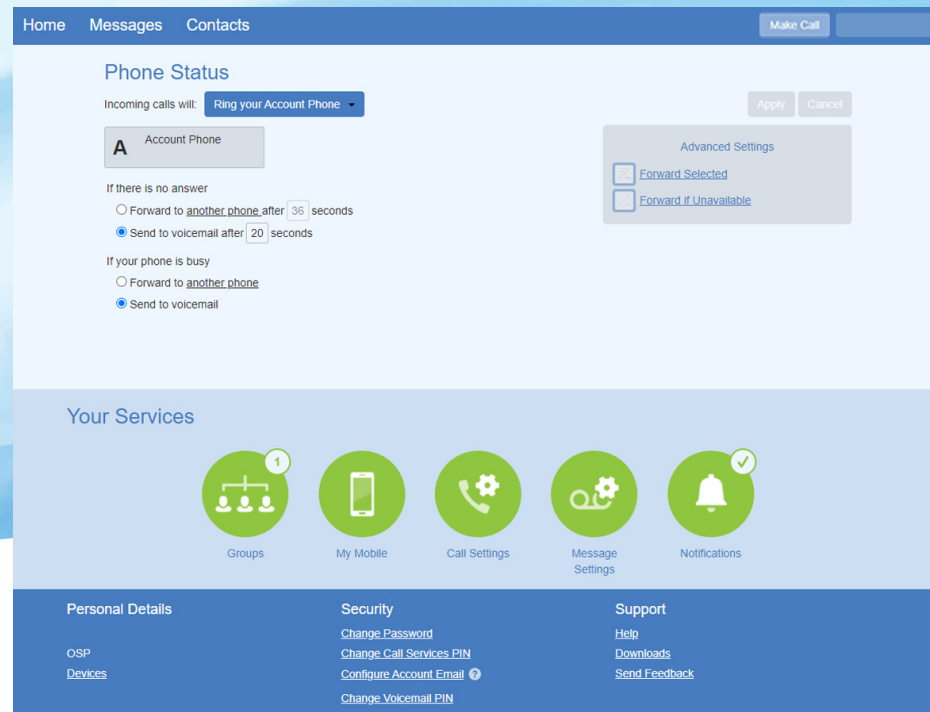 Home Messages Contacts Make Call
Phone Status
Incoming calls will: Ring your Account Phone
Apply Cancel
A Account Phone
Advanced Settings
Forward Selected
Forward if Unavailable
If there is no answer
Forward to another phone after 36 seconds
Send to voicemail after 20 seconds
If your phone is busy
Forward to another phone
Send to voicemail
Your Services
1
Groups
My Mobile
Call Settings
Message
Settings
Notifications
Personal Details
OSP
Devices
Security
Change Password
Change Call Services PIN
Configure Account Email ?
Change Voicemail PIN
Support
Help
Downloads
Send Feedback